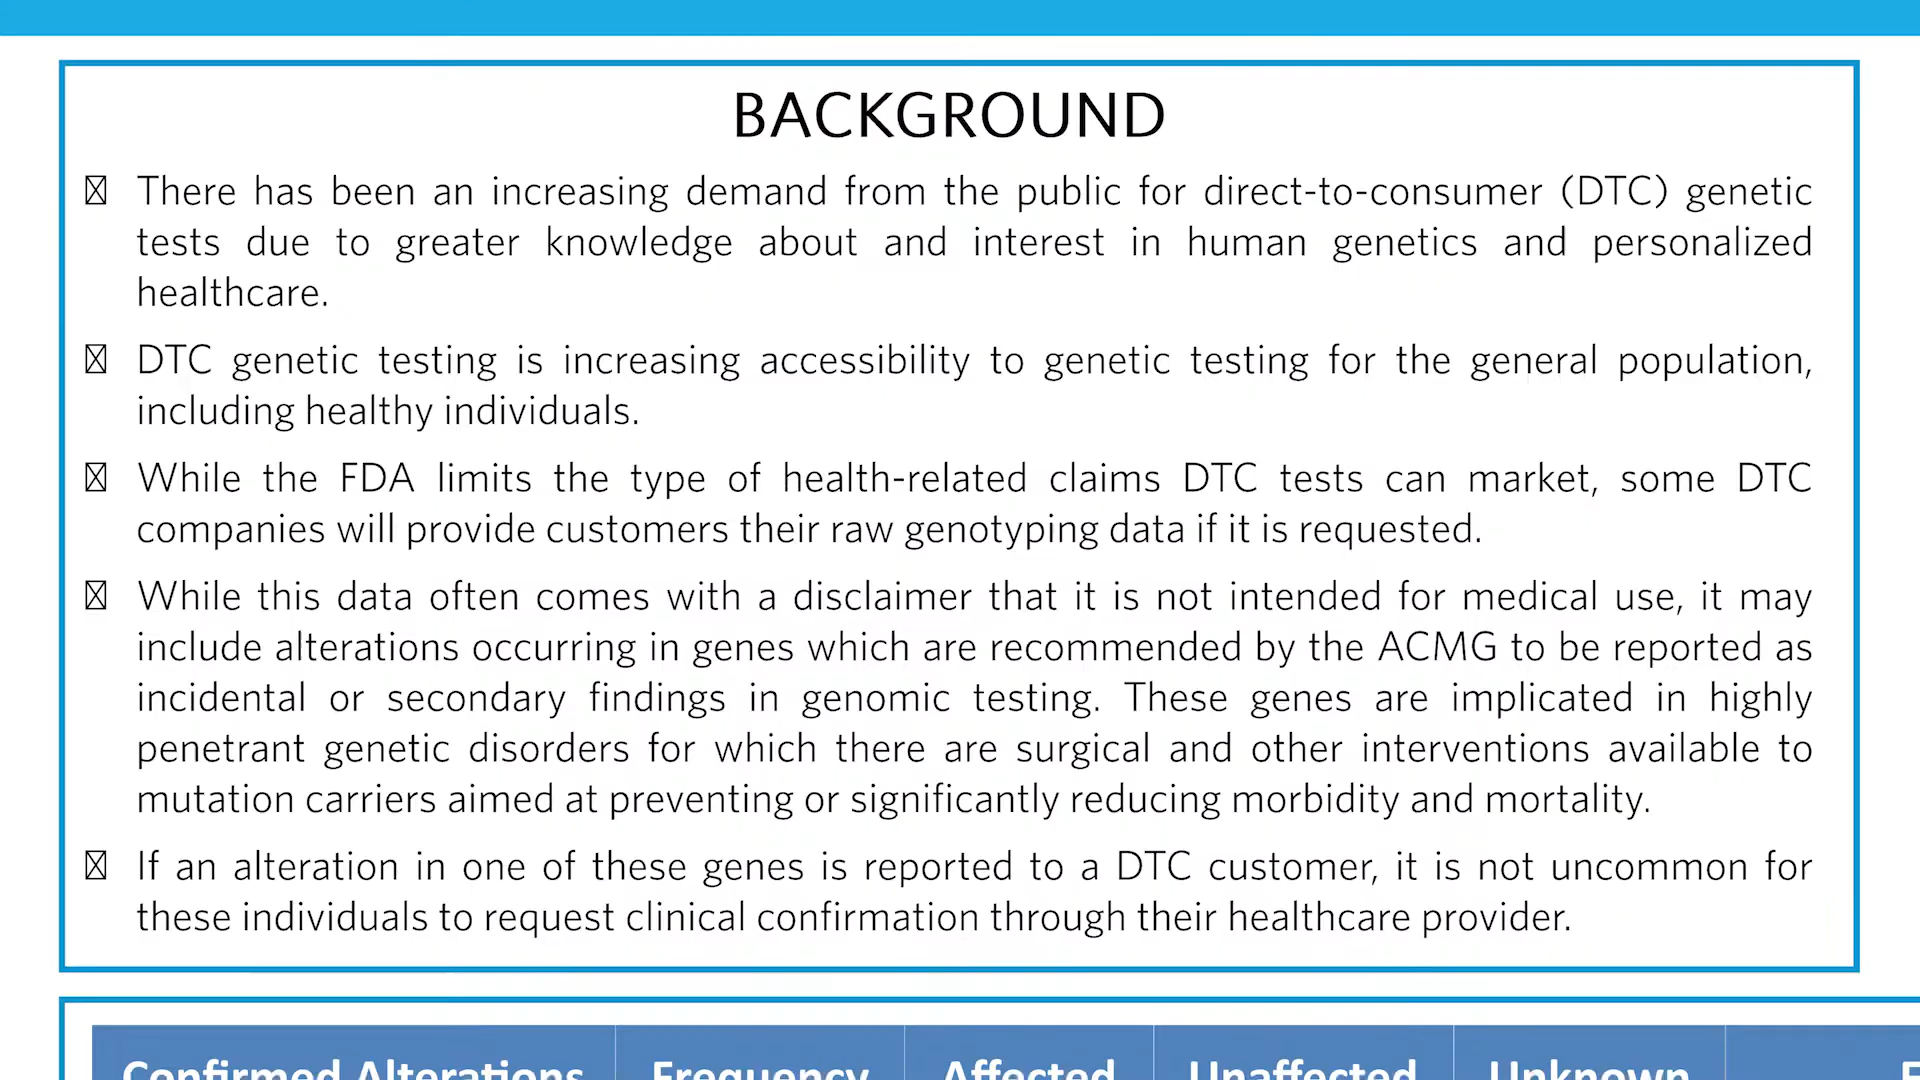 BACKGROUND
There has been an increasing demand from the public for direct-to-consumer (DTC) genetic
tests due to greater knowledge about and interest in human genetics and personalized
healthcare.
DTC genetic testing is increasing accessibility to genetic testing for the general population,
including healthy individuals.
While the FDA limits the type of health-related claims DTC tests can market, some DTC
companies will provide customers their raw genotyping data if it is requested.
While this data often comes with a disclaimer that it is not intended for medical use, it may
include alterations occurring in genes which are recommended by the ACMG to be reported as
incidental or secondary findings in genomic testing. These genes are implicated in highly
penetrant genetic disorders for which there are surgical and other interventions available to
mutation carriers aimed at preventing or significantly reducing morbidity and mortality.
If an alteration in one of these genes is reported to a DTC customer, it is not uncommon for
these individuals to request clinical confirmation through their healthcare provider.
Confirmed Alterations Frequency Affected Unaffected Unknown